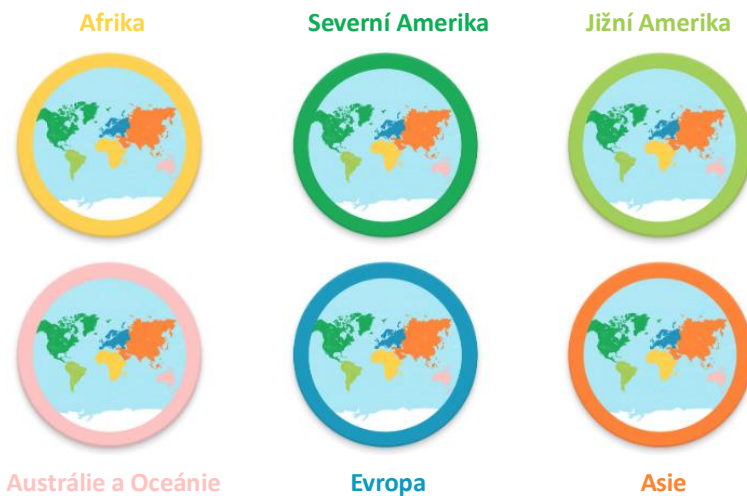 Afrika
Severní Amerika
Jižní Amerika
Austrálie a Oceánie
Evropa
Asie